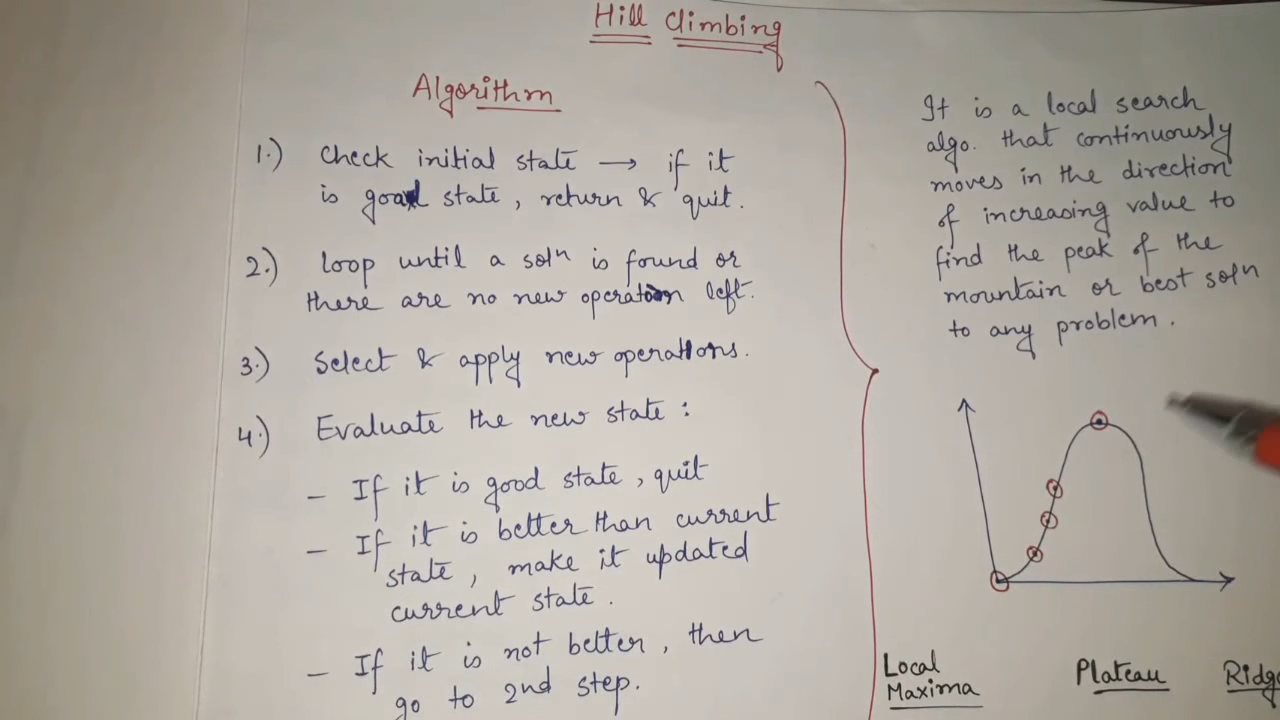 Hill Climbing
Algorithm
1.) Check initial state → if it
is goal state, return & quit.
2.) Loop until a solⁿ is found or
there are no new operation left.
3.) Select & apply new operations.
4.) Evaluate the new state :
- If it is good state, quit
- If it is better than current
state, make it updated
current state.
- If it is not better, then
go to 2nd step.
It is a local search
algo. that continuously
moves in the direction
of increasing value to
find the peak of the
mountain or best solⁿ
to any problem.
Local
Maxima
Plateau